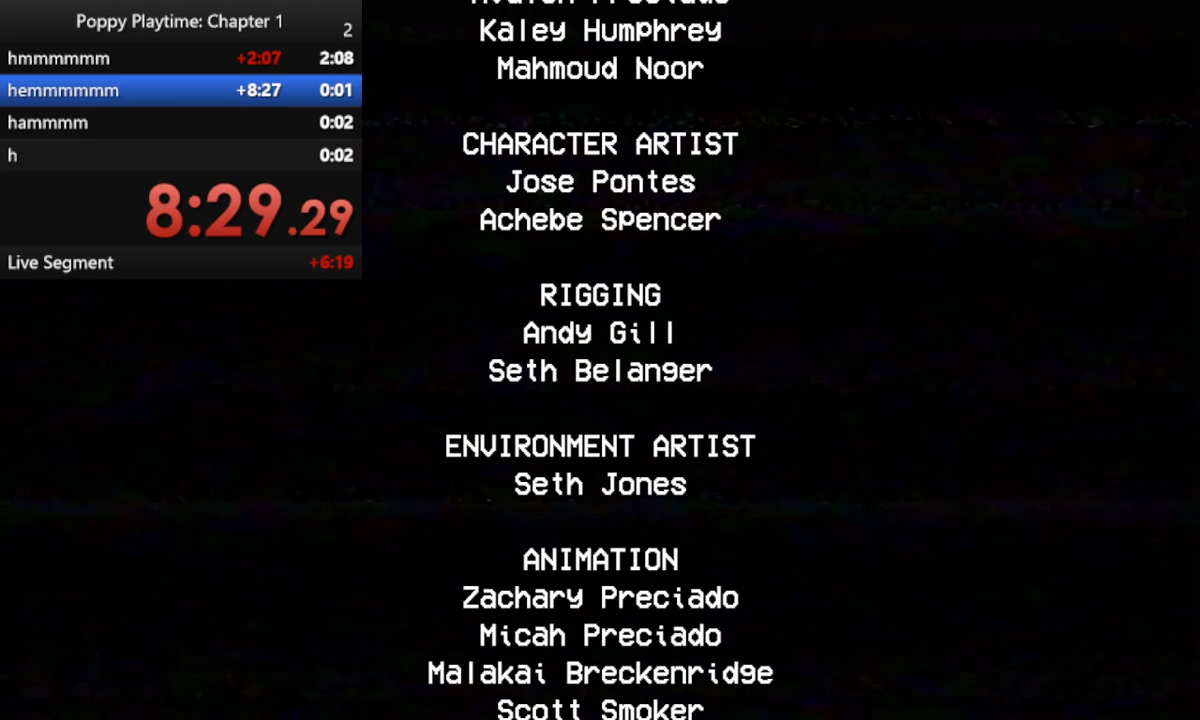 Poppy Playtime: Chapter 1
2
hmmmmmm +2:07 2:08
hemmmmmm +8:27 0:01
hammmm 0:02
h 0:02
8:29.29
Live Segment +6:19
Kaley Humphrey
Mahmoud Noor
CHARACTER ARTIST
Jose Pontes
Achebe Spencer
RIGGING
Andy Gill
Seth Belanger
ENVIRONMENT ARTIST
Seth Jones
ANIMATION
Zachary Preciado
Micah Preciado
Malakai Breckenridge
Scott Smoker